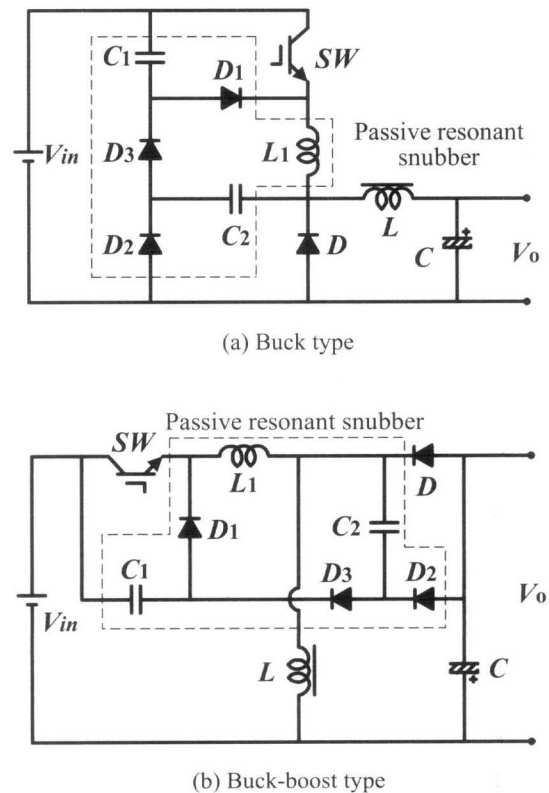 C1
SW
D1
Vin
D3
L1
Passive resonant
snubber
D2
C2
D
L
C
+
Vo
(a) Buck type
Passive resonant snubber
SW
L1
D
D1
C2
C1
D3
D2
Vin
Vo
L
C
+
(b) Buck-boost type